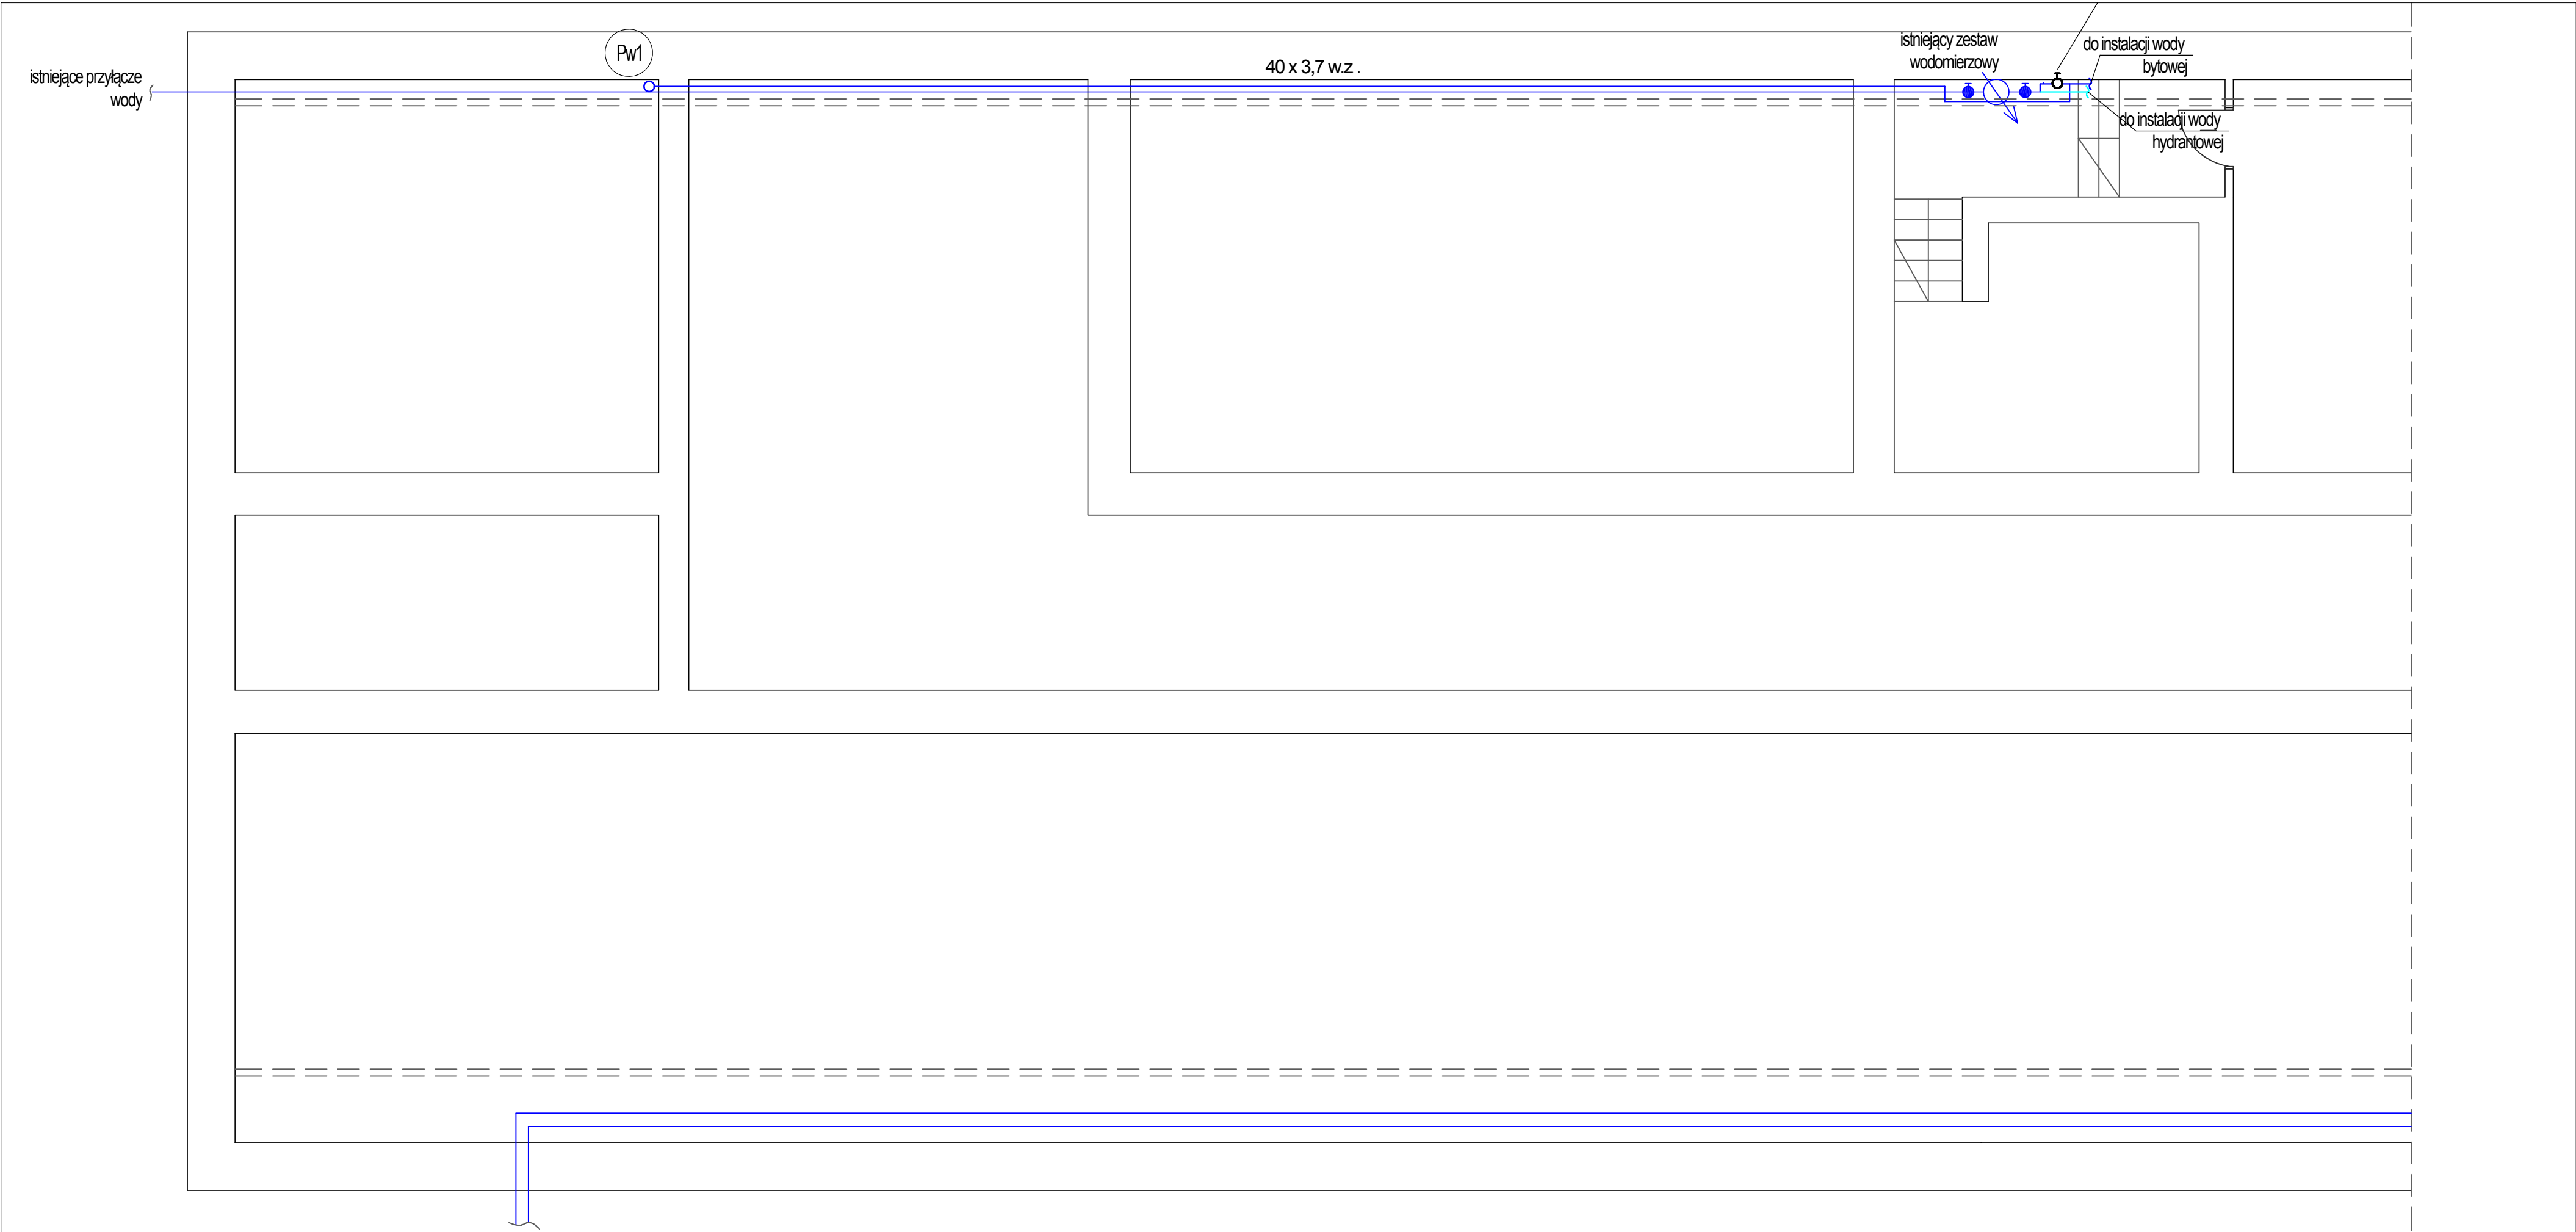 Pw1
istniejące przyłącze
wody
40 x 3,7 w.z .
istniejący zestaw
wodomierzowy
do instalacji wody
bytowej
do instalacji wody
hydrantowej